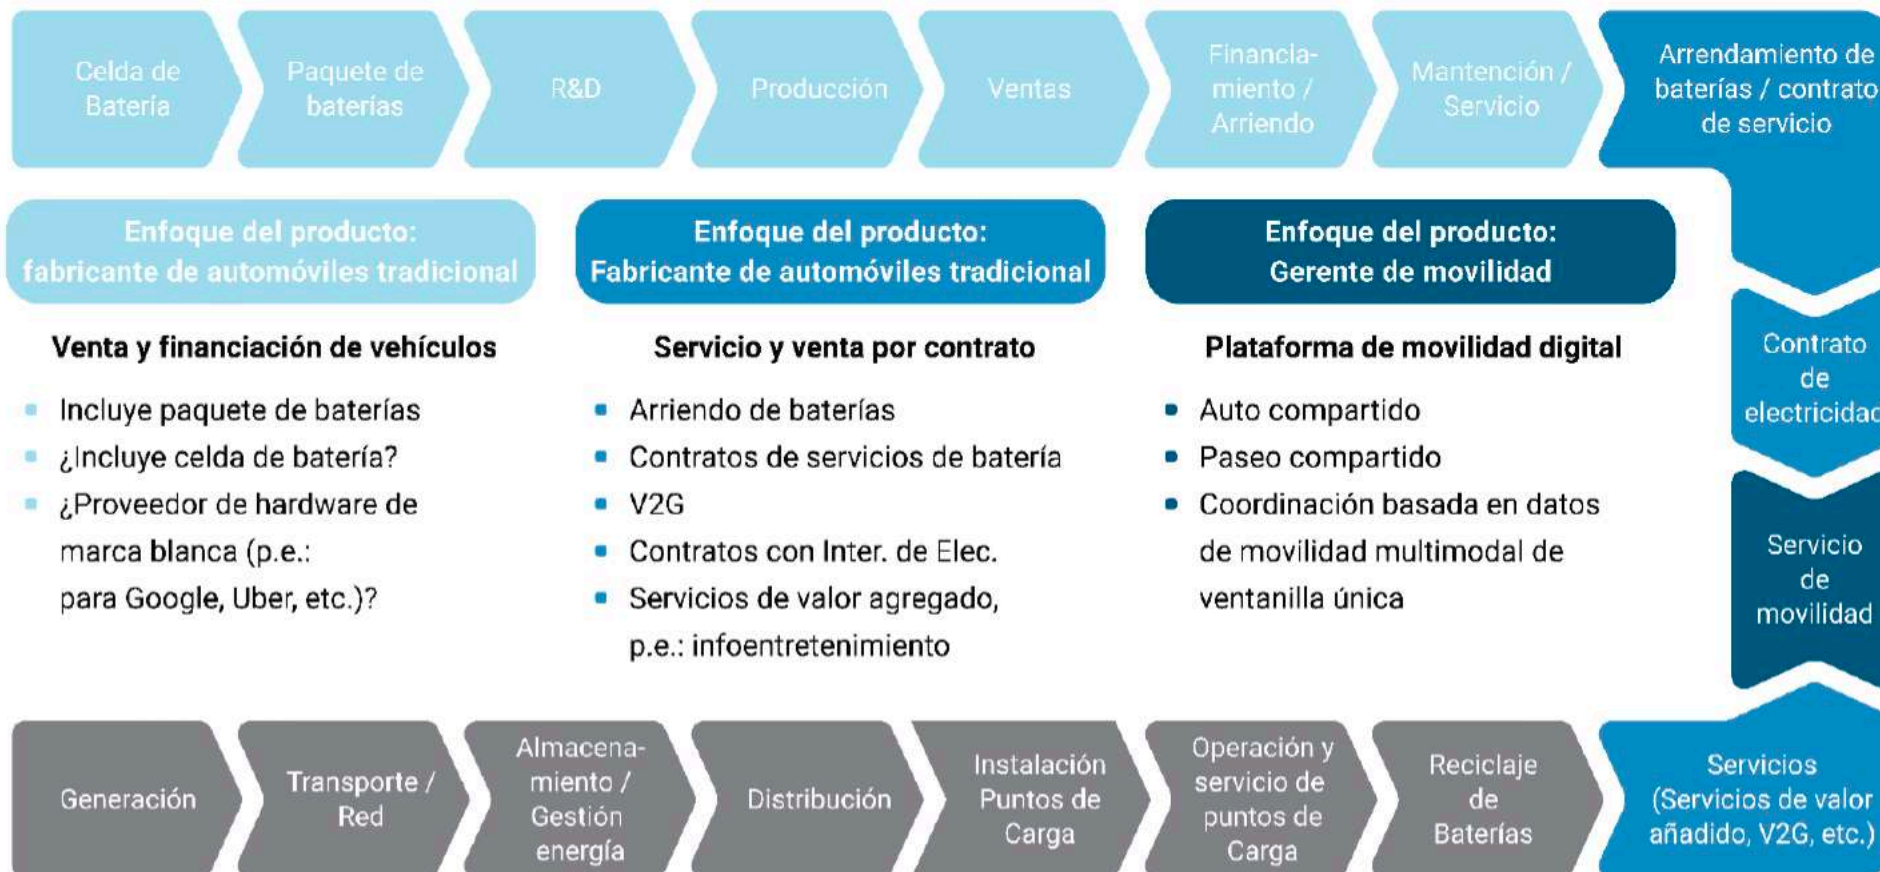 Celda de
Batería
Paquete de
baterías
R&D
Producción
Ventas
Financia-
miento /
Arriendo
Mantención /
Servicio
Arrendamiento de
baterías / contrato
de servicio
Enfoque del producto:
fabricante de automóviles tradicional
Enfoque del producto:
Fabricante de automóviles tradicional
Enfoque del producto:
Gerente de movilidad
Venta y financiación de vehículos
▪ Incluye paquete de baterías
▪ ¿Incluye celda de batería?
▪ ¿Proveedor de hardware de
marca blanca (p.e.:
para Google, Uber, etc.)?
Servicio y venta por contrato
▪ Arriendo de baterías
▪ Contratos de servicios de batería
▪ V2G
▪ Contratos con Inter. de Elec.
▪ Servicios de valor agregado,
p.e.: infoentretenimiento
Plataforma de movilidad digital
▪ Auto compartido
▪ Paseo compartido
▪ Coordinación basada en datos
de movilidad multimodal de
ventanilla única
Contrato
de
electricidad
Servicio
de
movilidad
Generación
Transporte /
Red
Almacena-
miento /
Gestión
energía
Distribución
Instalación
Puntos de
Carga
Operación y
servicio de
puntos de
Carga
Reciclaje
de
Baterías
Servicios
(Servicios de valor
añadido, V2G, etc.)